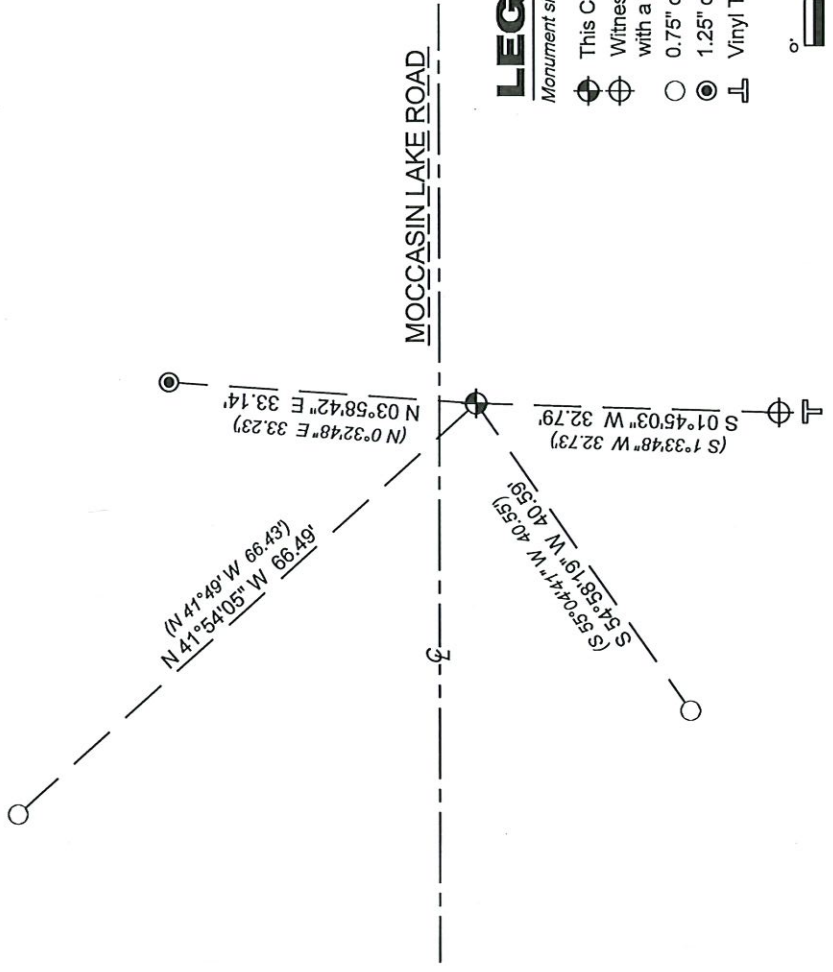 MOCCASIN LAKE ROAD
(N 41°49' W 66.43')
N 41°54'05" W 66.49'
(N 0°32'48" E 33.23')
N 03°58'42" E 33.14'
S 01°45'03" W 32.79'
(S 1°33'48" W 32.73')
(S 55°04'41" W 40.55')
S 54°58'19" W 40.59'
LEG
Monument s
This C
Witnes
with a
0.75"
1.25"
Vinyl T
0'